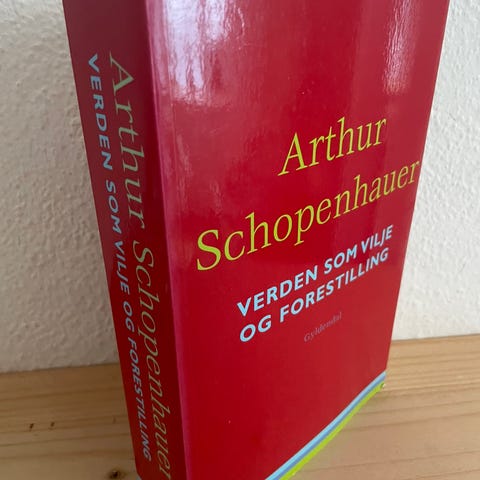 Arthur Schopenhauer
VERDEN SOM VILJE OG FORESTILLING
Arthur
Schopenhauer
VERDEN SOM VILJE
OG FORESTILLING
Gyldendal